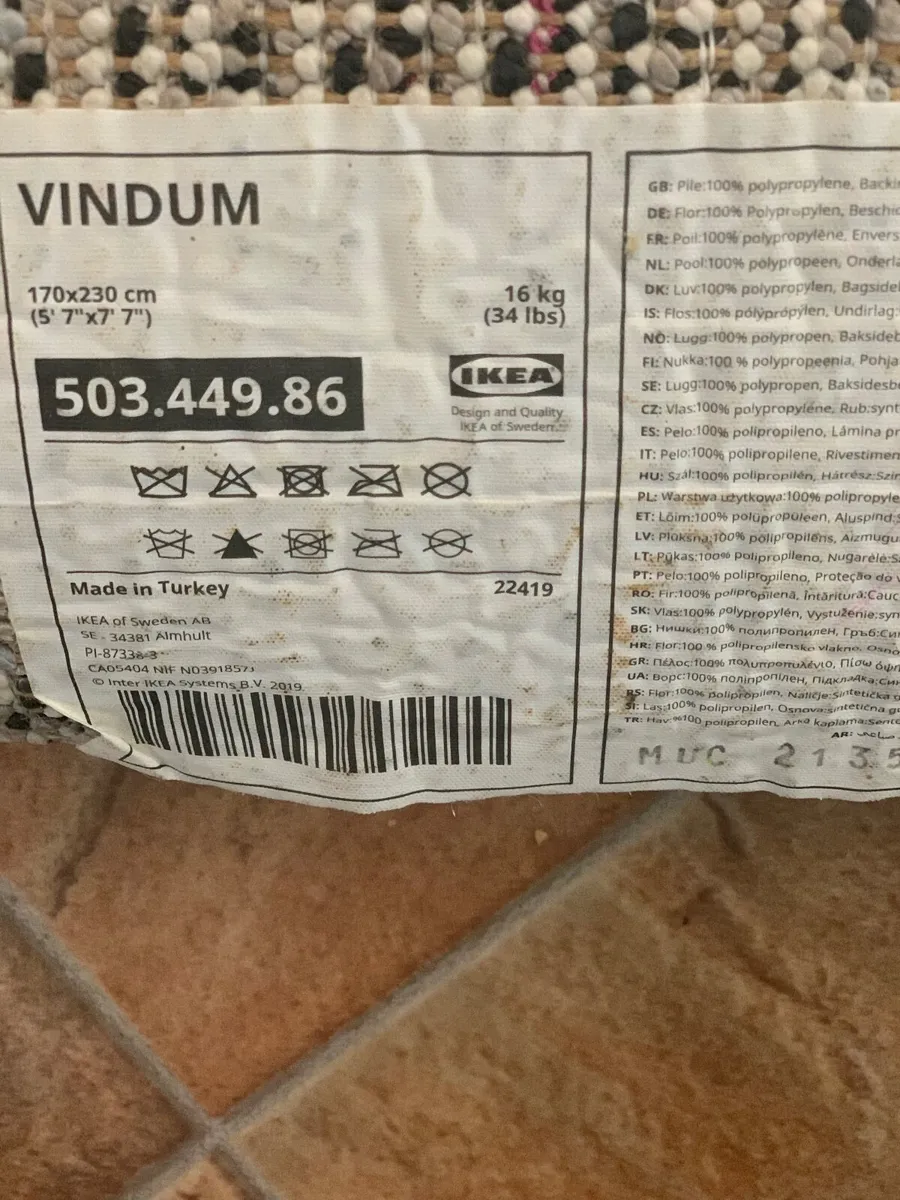 VINDUM
170x230 cm
(5' 7"x7' 7")
16 kg
(34 lbs)
503.449.86
IKEA
Design and Quality
IKEA of Sweden
Made in Turkey
22419
IKEA of Sweden AB
SE - 34381 Älmhult
PI-8733
CA05404 NIF N0391857J
© Inter IKEA Systems B.V. 2019
GB: Pile:100% polypropylene, Backi
DE: Flor:100% Polypropylen, Beschic
FR: Poil:100% polypropylène, Envers
NL: Pool:100% polypropeen, Onderla
DK: Luv:100% polypropylen, Bagsidel
IS: Flos:100% pólýprópýlen, Undirlag:
NO: Lugg:100% polypropen, Baksideb
FI: Nukka:100 % polypropeenia, Pohja
SE: Lugg:100% polypropen, Baksidesbe
CZ: Vlas:100% polypropyléne, Rub:synt
ES: Pelo:100% polipropileno, Lámina pr
IT: Pelo:100% polipropilene, Rivestimen
HU: Szál:100% polipropilén, Hátrész:Szin
PL: Warstwa użytkowa:100% polipropyle
ET: Lõim:100% polüpropüleen, Aluspind:S
LV: Plūksna:100% polipropilēns, Aizmugu
LT: Pūkas:100% Polipropileno, Nugarėlė:S
PT: Pelo:100% polipropileno, Proteção do v
RO: Fir:100% polipropilenă, Întăritură:Cauc
SK: Vlas:100% polypropylén, Vystuženie:syn
BG: Нишки:100% полипропилен, Гръб:Син
HR: Flor:100 % polipropilensko vlakno, Osno
GR: Πέλος:100% πολυπροπυλένιο, Πίσω όψη
UA: Ворс:100% поліпропілен, Підкладка:Син
RS: Flor:100% polipropilen, Naličje:Sintetička g
SI: Las:100% polipropilen, Osnova:sintetična gu
TR: Hav:%100 polipropilen, Arka kaplama:Sente
AR:
MUC 2135